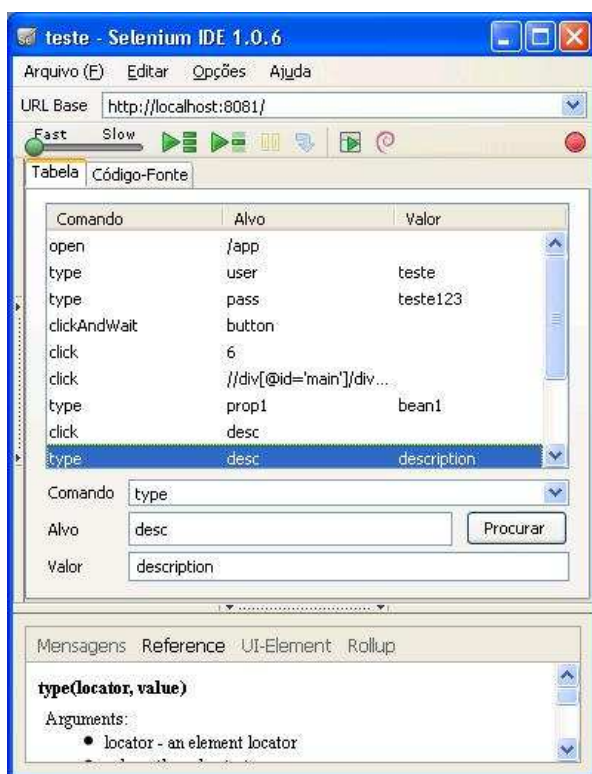 teste - Selenium IDE 1.0.6
Arquivo (F) Editar Opções Ajuda
URL Base http://localhost:8081/
Fast Slow
Tabela Código-Fonte
Comando Alvo Valor
open /app
type user teste
type pass teste123
clickAndWait button
click 6
click //div[@id='main']/div...
type prop1 bean1
click desc
type desc description
Comando type
Alvo desc Procurar
Valor description
Mensagens Reference UI-Element Rollup
type(locator, value)
Arguments:
● locator - an element locator